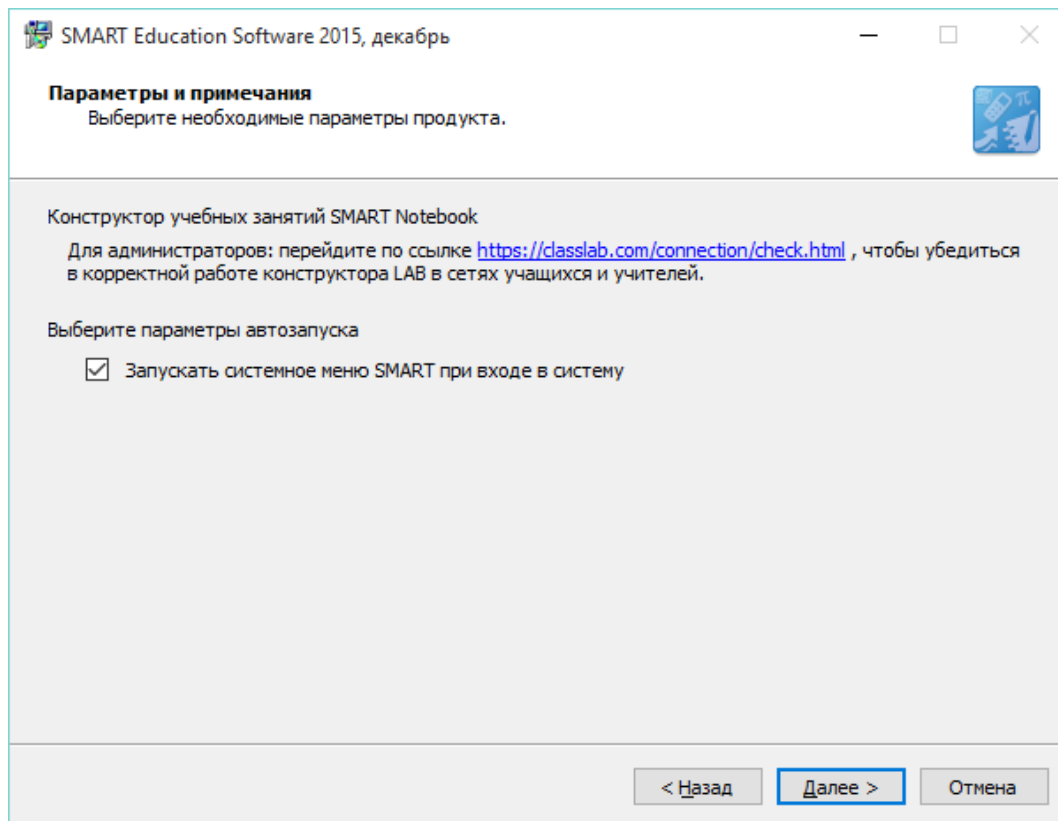 SMART Education Software 2015, декабрь
Параметры и примечания
Выберите необходимые параметры продукта.
Конструктор учебных занятий SMART Notebook
Для администраторов: перейдите по ссылке https://classlab.com/connection/check.html , чтобы убедиться
в корректной работе конструктора LAB в сетях учащихся и учителей.
Выберите параметры автозапуска
Запускать системное меню SMART при входе в систему
< Назад Далее > Отмена